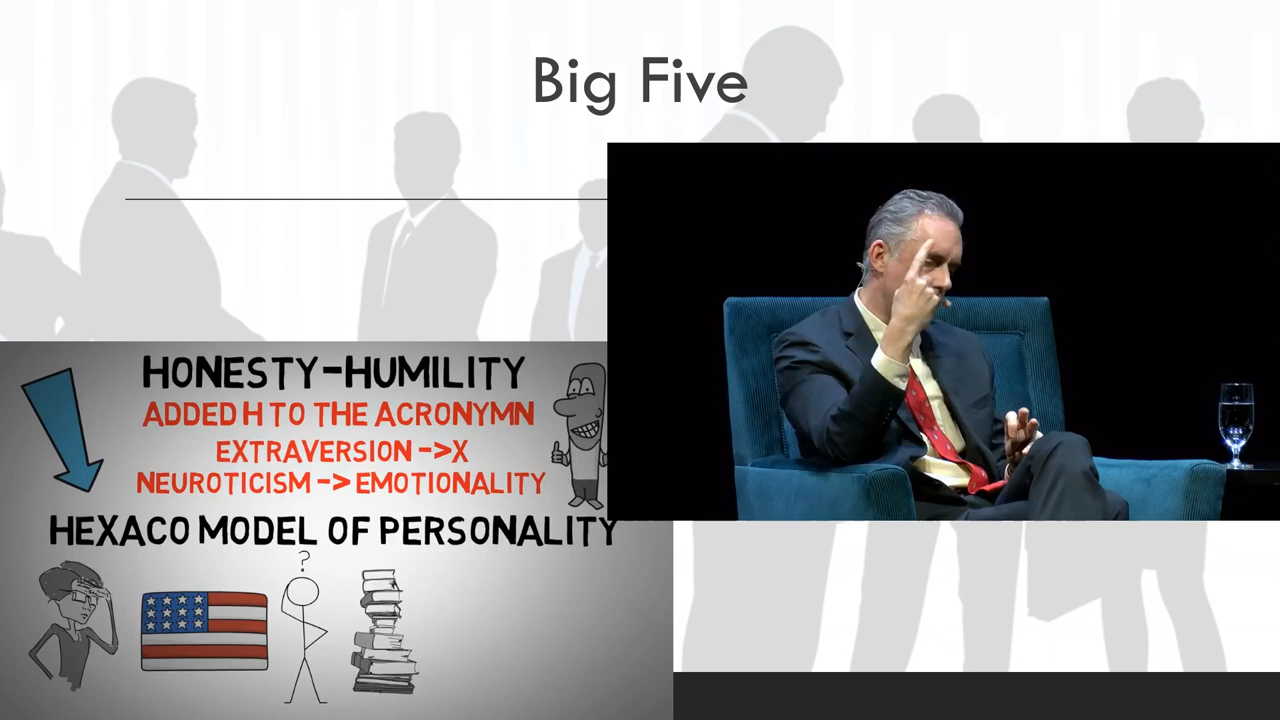 Big Five
HONESTY-HUMILITY
ADDED H TO THE ACRONYMN
EXTRAVERSION ->X
NEUROTICISM -> EMOTIONALITY
HEXACO MODEL OF PERSONALITY
?